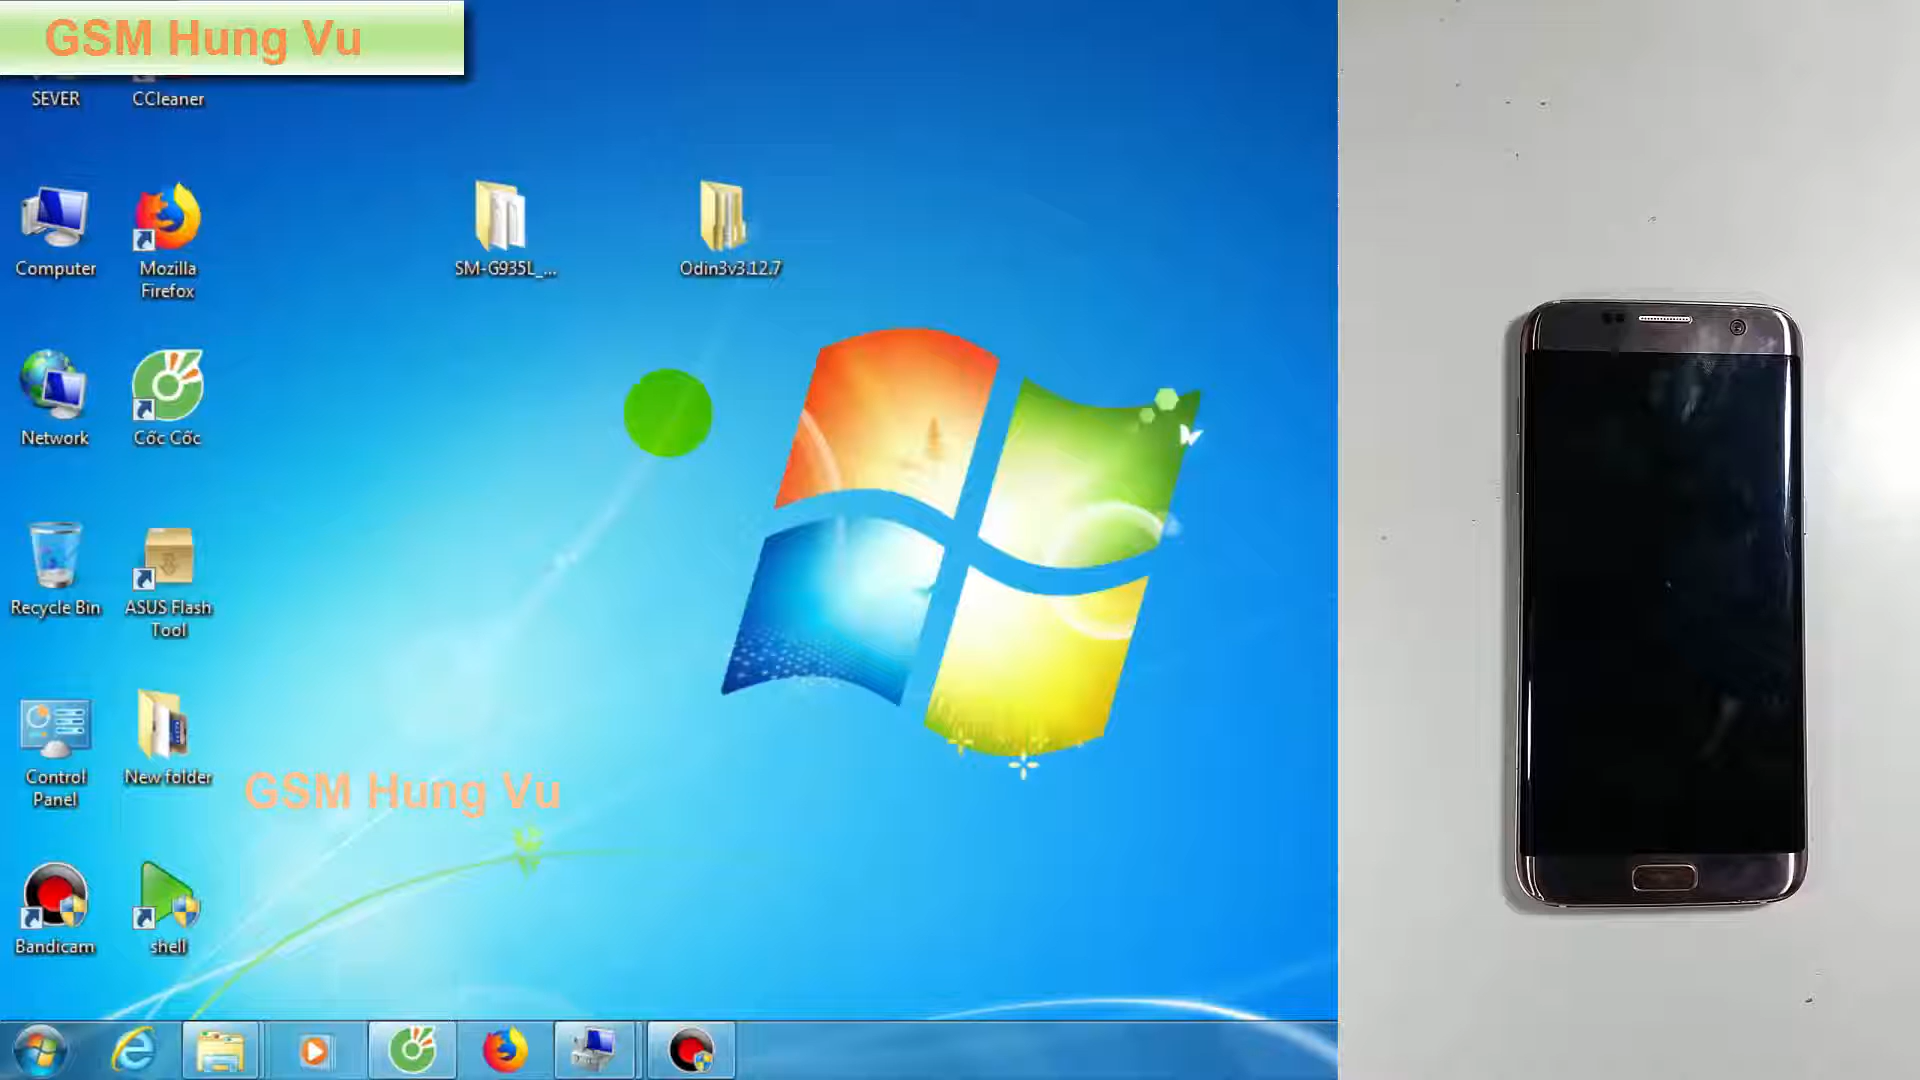 GSM Hung Vu
SEVER
CCleaner
Computer
Mozilla
Firefox
SM-G935L_...
Odin3v3.12.7
Network
Cốc Cốc
Recycle Bin
ASUS Flash
Tool
Control
Panel
New folder
GSM Hung Vu
Bandicam
shell